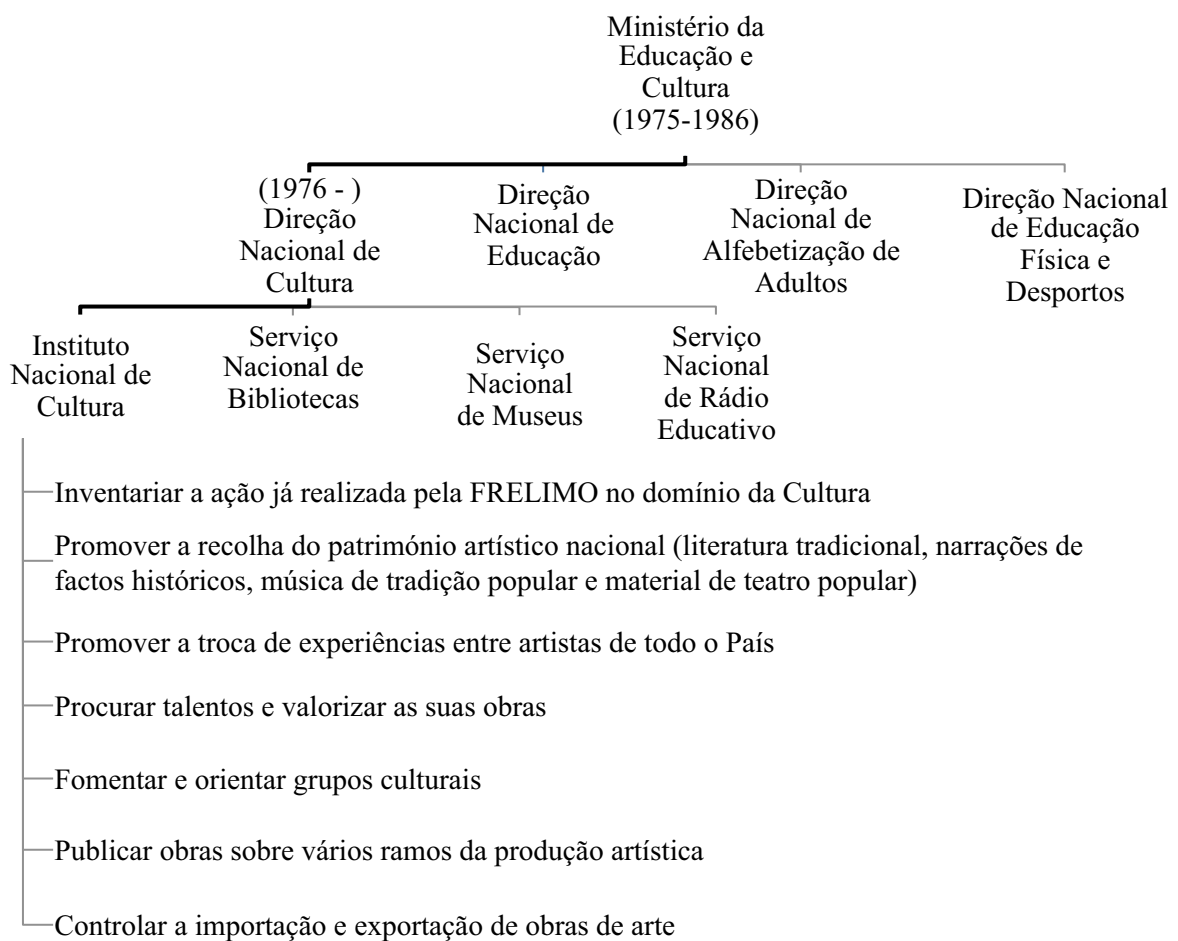 Ministério da
Educação e
Cultura
(1975-1986)
(1976 - )
Direção
Nacional de
Cultura
Direção
Nacional de
Educação
Direção
Nacional de
Alfebetização de
Adultos
Direção Nacional
de Educação
Física e
Desportos
Instituto
Nacional de
Cultura
Serviço
Nacional de
Bibliotecas
Serviço
Nacional
de Museus
Serviço
Nacional
de Rádio
Educativo
Inventariar a ação já realizada pela FRELIMO no domínio da Cultura
Promover a recolha do património artístico nacional (literatura tradicional, narrações de
factos históricos, música de tradição popular e material de teatro popular)
Promover a troca de experiências entre artistas de todo o País
Procurar talentos e valorizar as suas obras
Fomentar e orientar grupos culturais
Publicar obras sobre vários ramos da produção artística
Controlar a importação e exportação de obras de arte